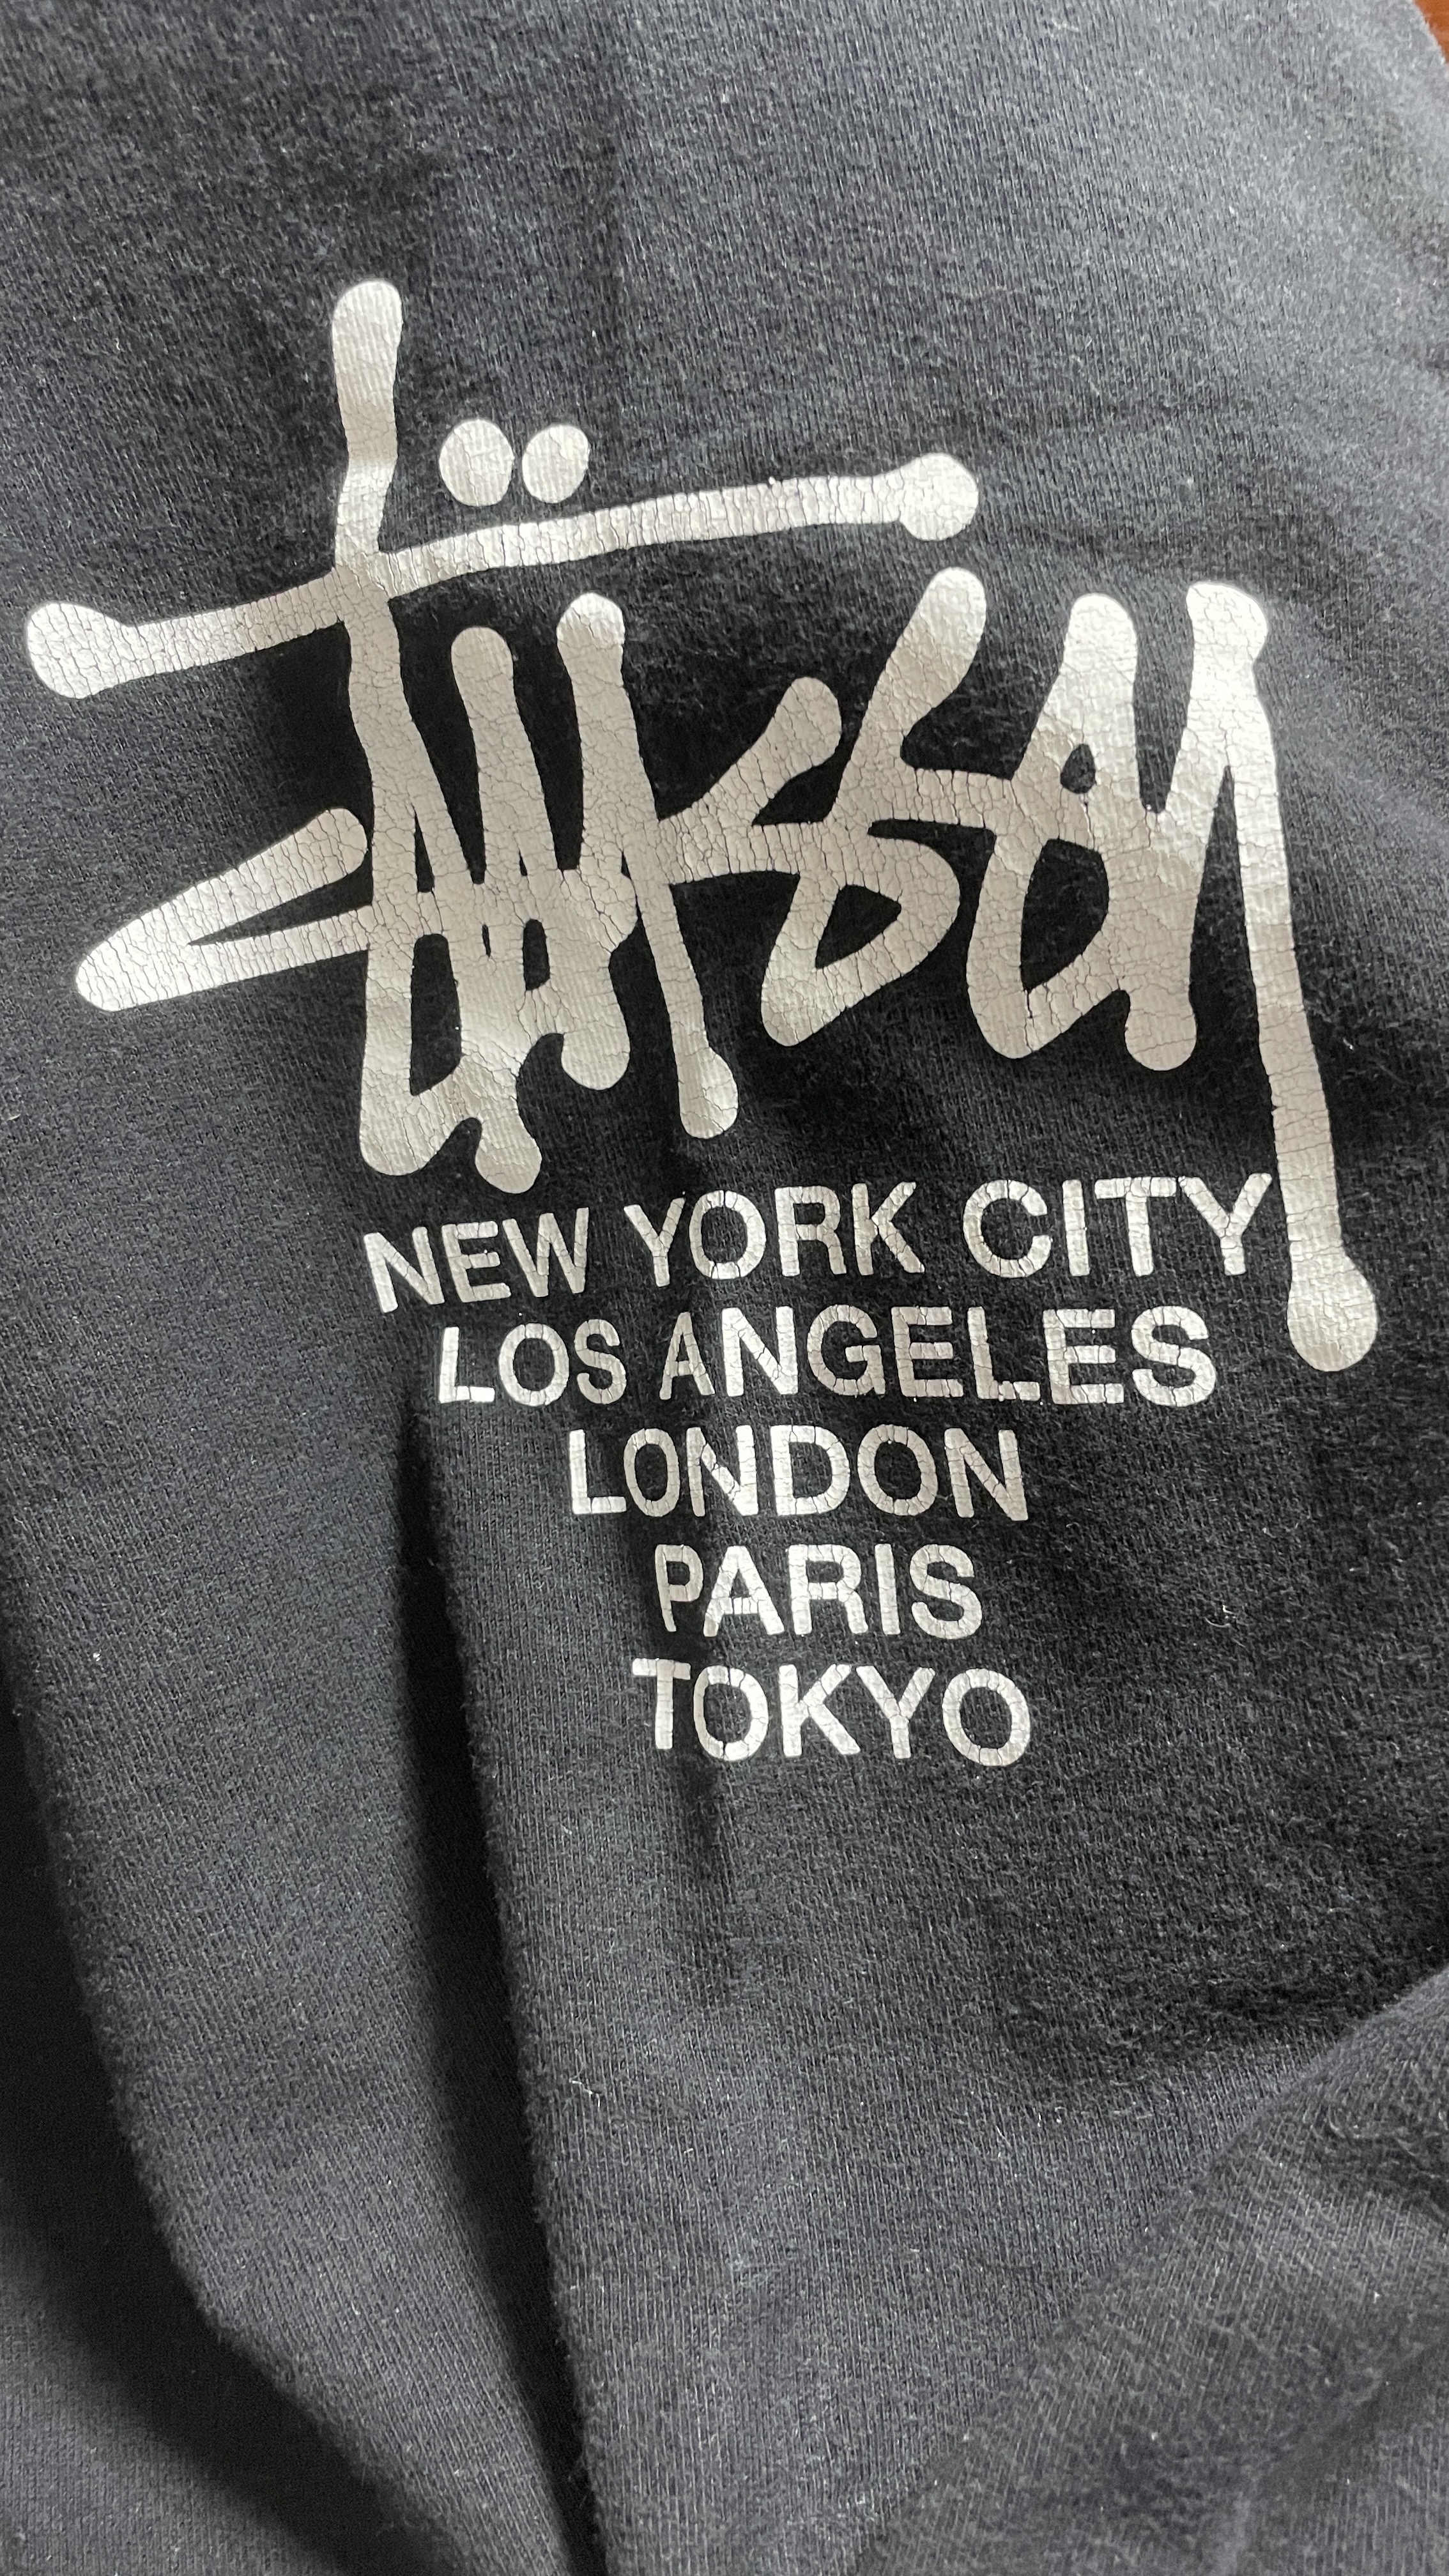 Stüssy
NEW YORK CITY
LOS ANGELES
LONDON
PARIS
TOKYO